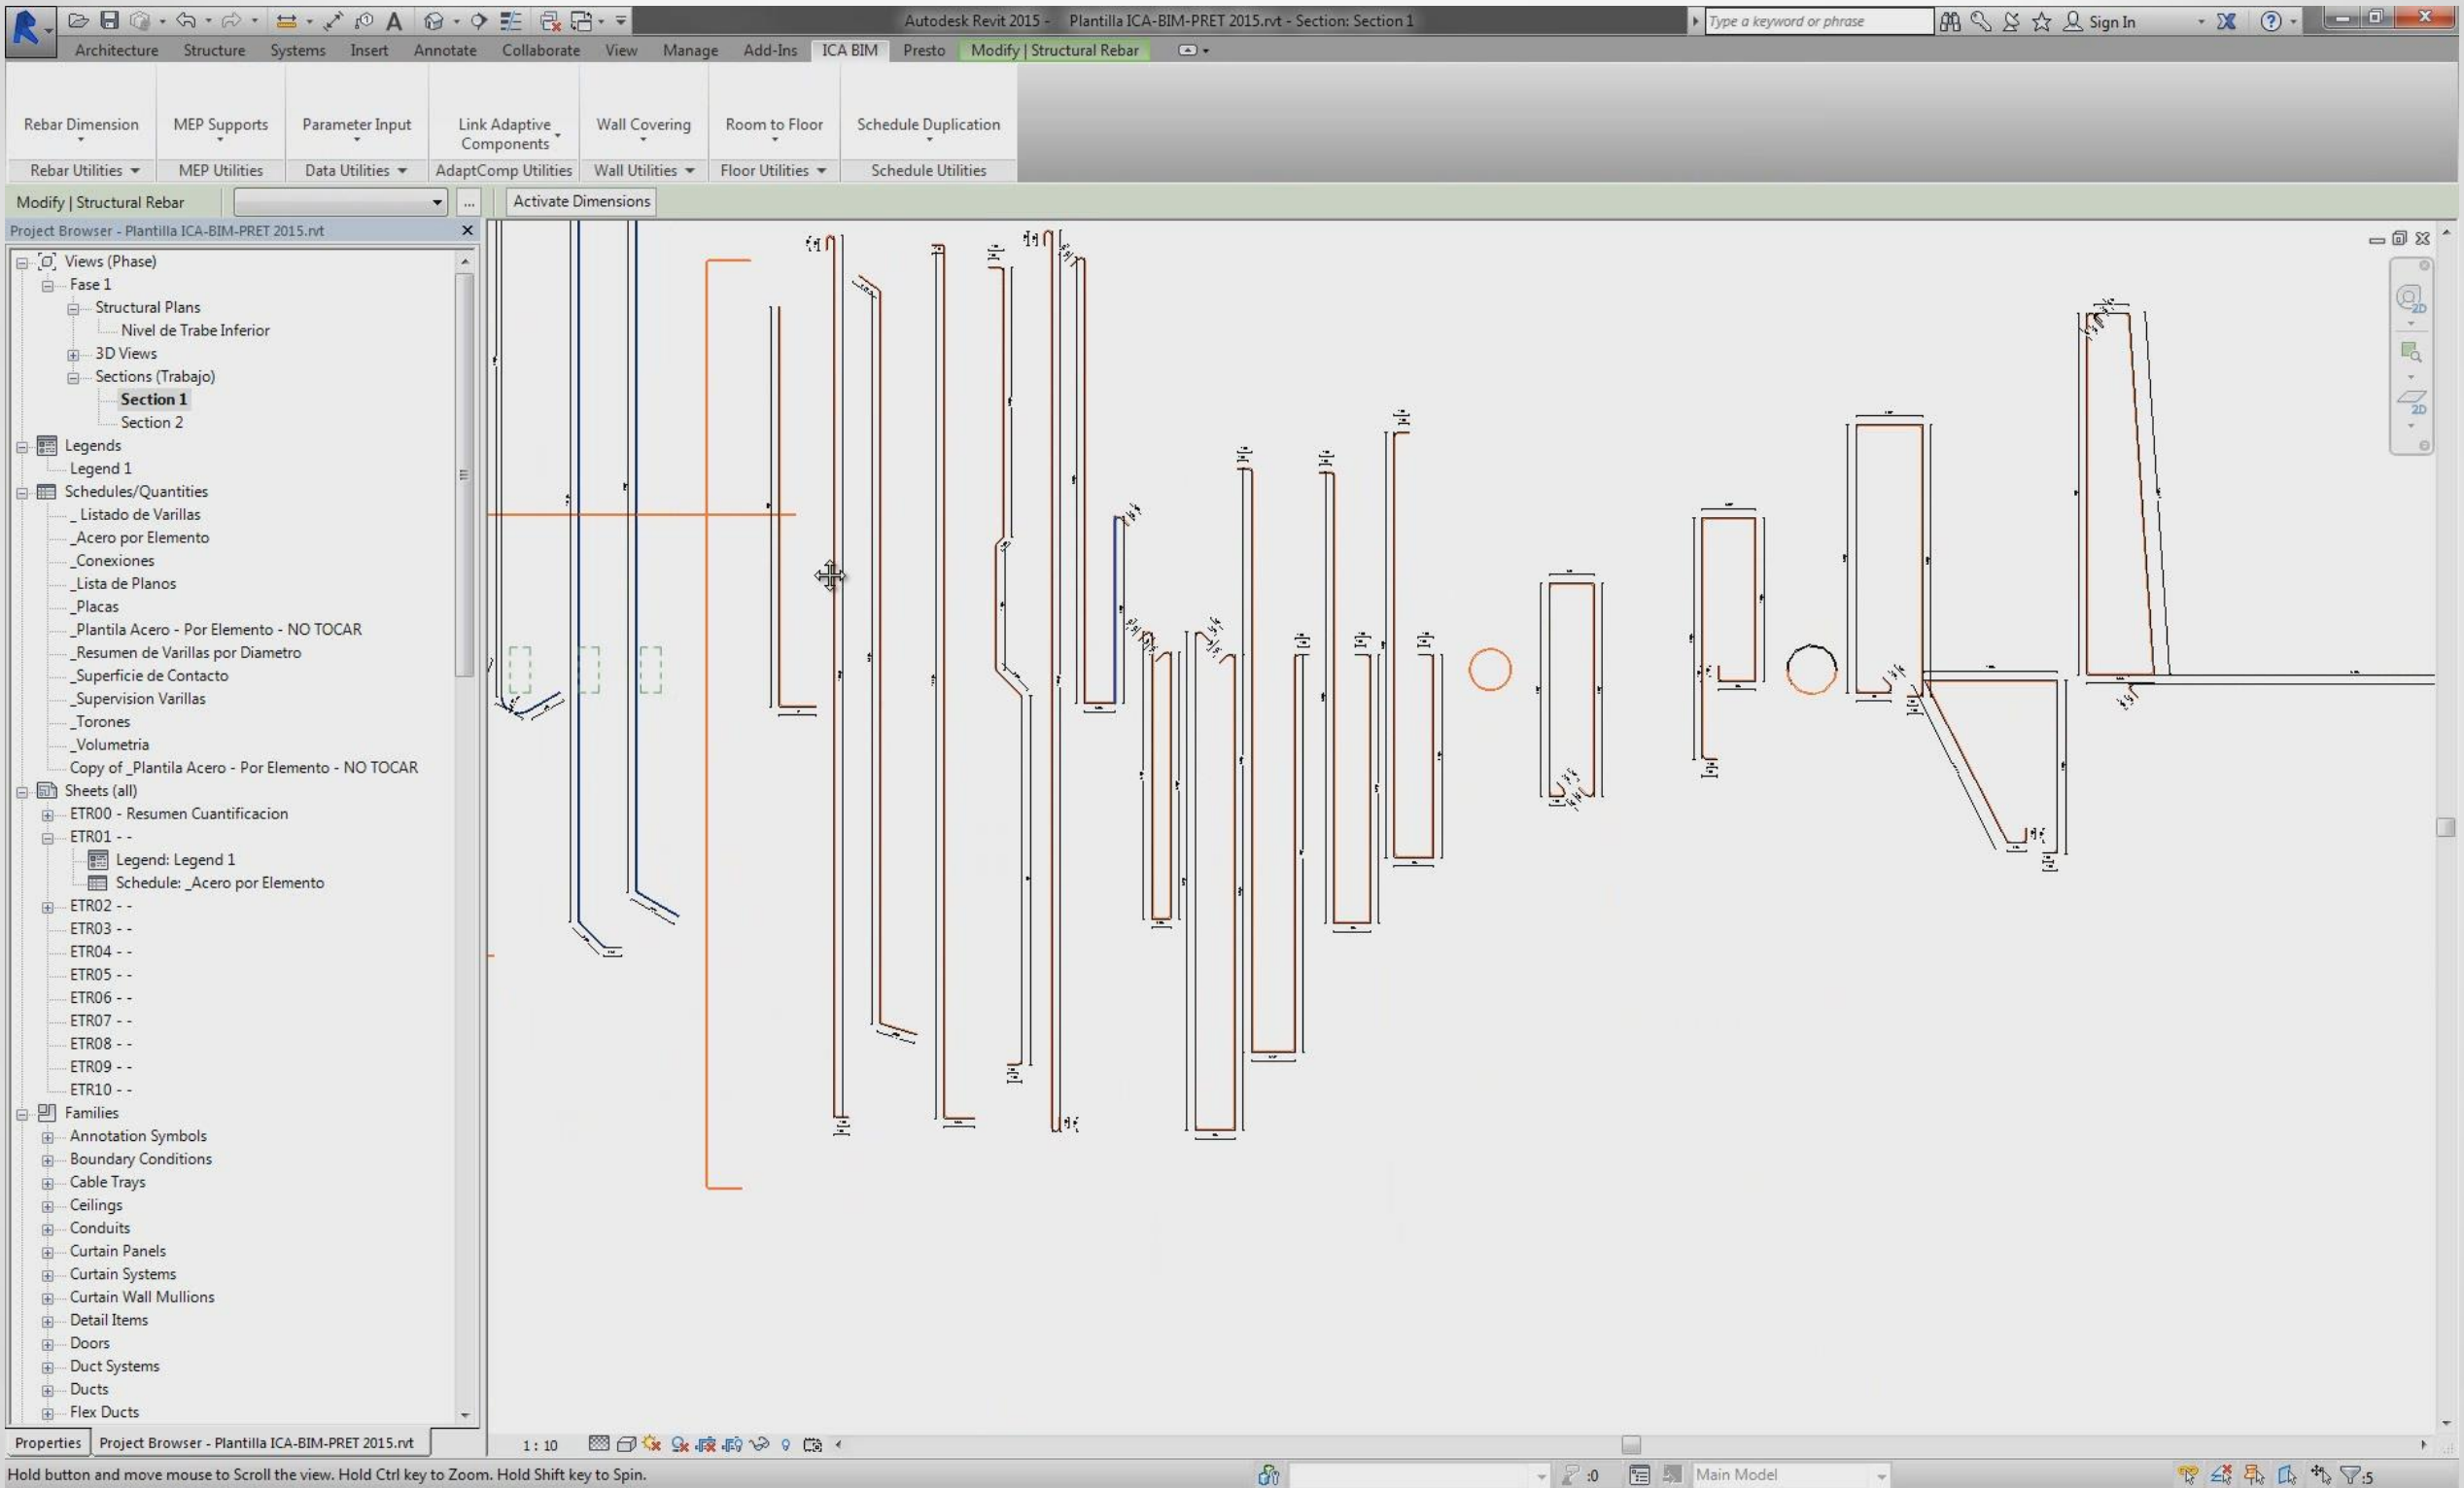 Autodesk Revit 2015 - Plantilla ICA-BIM-PRET 2015.rvt - Section: Section 1
Type a keyword or phrase
Sign In
Architecture Structure Systems Insert Annotate Collaborate View Manage Add-Ins ICA BIM Presto Modify | Structural Rebar
Rebar Dimension
MEP Supports
Parameter Input
Link Adaptive
Components
Wall Covering
Room to Floor
Schedule Duplication
Rebar Utilities MEP Utilities Data Utilities AdaptComp Utilities Wall Utilities Floor Utilities Schedule Utilities
Modify | Structural Rebar
...
Activate Dimensions
Project Browser - Plantilla ICA-BIM-PRET 2015.rvt
Views (Phase)
Fase 1
Structural Plans
Nivel de Trabe Inferior
3D Views
Sections (Trabajo)
Section 1
Section 2
Legends
Legend 1
Schedules/Quantities
_ Listado de Varillas
_Acero por Elemento
_Conexiones
_Lista de Planos
_Placas
_Plantila Acero - Por Elemento - NO TOCAR
_Resumen de Varillas por Diametro
_Superficie de Contacto
_Supervision Varillas
_Torones
_Volumetria
Copy of _Plantila Acero - Por Elemento - NO TOCAR
Sheets (all)
ETR00 - Resumen Cuantificacion
ETR01 - -
Legend: Legend 1
Schedule: _Acero por Elemento
ETR02 - -
ETR03 - -
ETR04 - -
ETR05 - -
ETR06 - -
ETR07 - -
ETR08 - -
ETR09 - -
ETR10 - -
Families
Annotation Symbols
Boundary Conditions
Cable Trays
Ceilings
Conduits
Curtain Panels
Curtain Systems
Curtain Wall Mullions
Detail Items
Doors
Duct Systems
Ducts
Flex Ducts
2D
2D
Properties
Project Browser - Plantilla ICA-BIM-PRET 2015.rvt
1 : 10
Hold button and move mouse to Scroll the view. Hold Ctrl key to Zoom. Hold Shift key to Spin.
:0
Main Model
:5